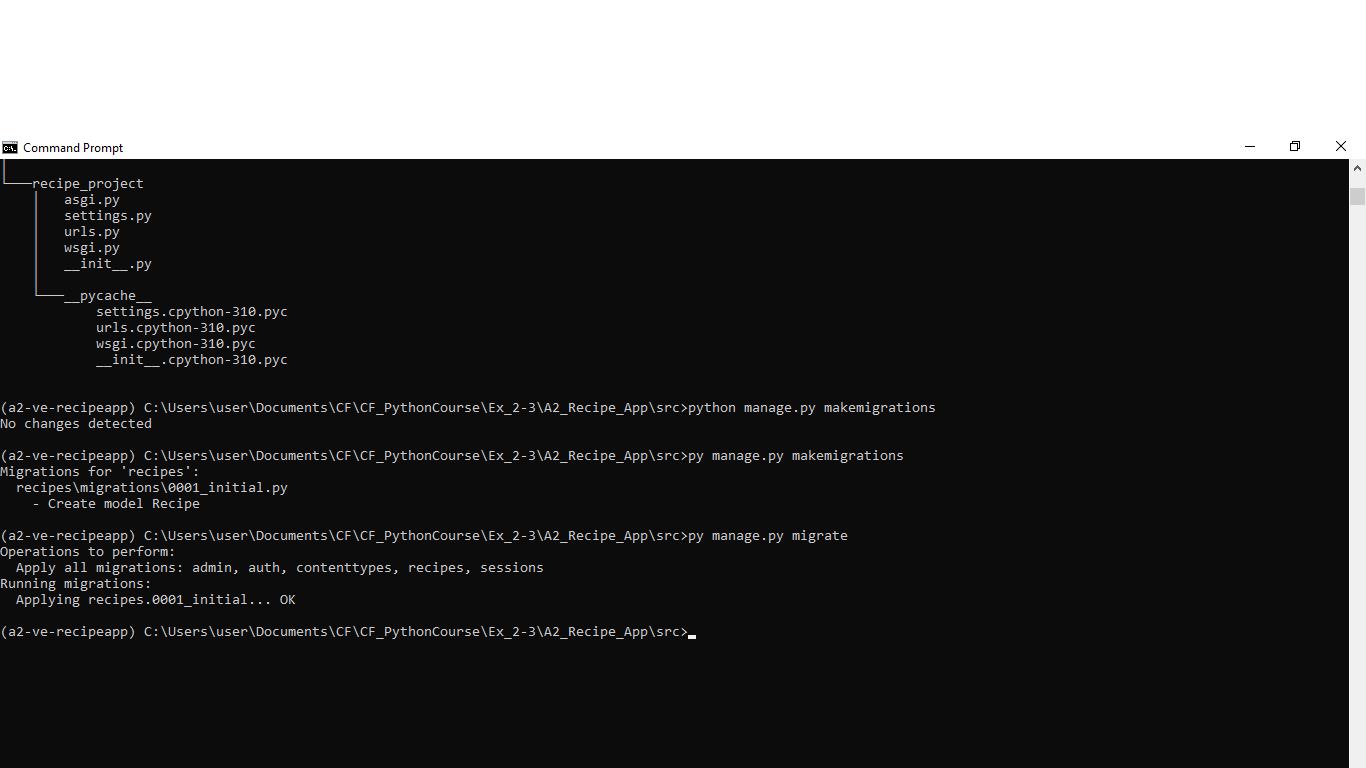 Command Prompt
recipe_project
asgi.py
settings.py
urls.py
wsgi.py
__init__.py
__pycache__
settings.cpython-310.pyc
urls.cpython-310.pyc
wsgi.cpython-310.pyc
__init__.cpython-310.pyc
(a2-ve-recipeapp) C:\Users\user\Documents\CF\CF_PythonCourse\Ex_2-3\A2_Recipe_App\src>python manage.py makemigrations
No changes detected
(a2-ve-recipeapp) C:\Users\user\Documents\CF\CF_PythonCourse\Ex_2-3\A2_Recipe_App\src>py manage.py makemigrations
Migrations for 'recipes':
  recipes\migrations\0001_initial.py
    - Create model Recipe
(a2-ve-recipeapp) C:\Users\user\Documents\CF\CF_PythonCourse\Ex_2-3\A2_Recipe_App\src>py manage.py migrate
Operations to perform:
  Apply all migrations: admin, auth, contenttypes, recipes, sessions
Running migrations:
  Applying recipes.0001_initial... OK
(a2-ve-recipeapp) C:\Users\user\Documents\CF\CF_PythonCourse\Ex_2-3\A2_Recipe_App\src>